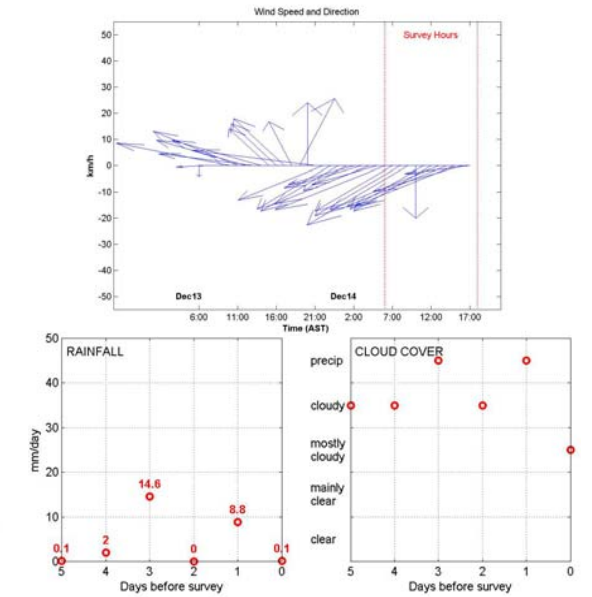 Wind Speed and Direction
Survey Hours
50
40
30
20
10
0
-10
-20
-30
-40
-50
km/h
Dec13
Dec14
6:00 11:00 16:00 21:00 2:00 7:00 12:00 17:00
Time (AST)
RAINFALL
50
40
30
20
10
0
mm/day
0.1 2 14.6 0 8.8 0.1
5 4 3 2 1 0
Days before survey
CLOUD COVER
precip
cloudy
mostly
cloudy
mainly
clear
clear
5 4 3 2 1 0
Days before survey